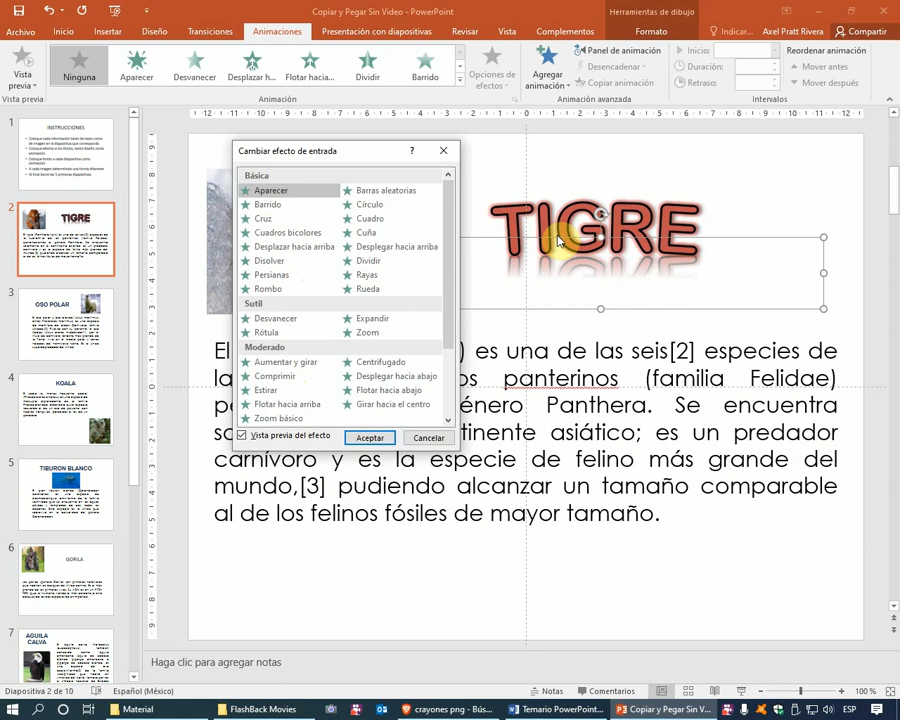 Copiar y Pegar Sin Video - PowerPoint
Herramientas de dibujo
Archivo
Inicio
Insertar
Diseño
Transiciones
Animaciones
Presentación con diapositivas
Revisar
Vista
Complementos
Formato
Indicar...
Axel Pratt Rivera
Compartir
Vista previa
Ninguna
Aparecer
Desvanecer
Desplazar h...
Flotar hacia...
Dividir
Barrido
Opciones de efectos
Agregar animación
Panel de animación
Desencadenar
Copiar animación
Inicio:
Duración:
Retraso:
Reordenar animación
Mover antes
Mover después
Vista previa
Animación
Animación avanzada
Intervalos
1
INSTRUCCIONES
2
TIGRE
3
OSO POLAR
4
KOALA
5
TIBURON BLANCO
6
GORILA
7
AGUILA CALVA
Cambiar efecto de entrada
?
Básica
Aparecer
Barras aleatorias
Barrido
Círculo
Cruz
Cuadro
Cuadros bicolores
Cuña
Desplazar hacia arriba
Desplegar hacia arriba
Disolver
Dividir
Persianas
Rayas
Rombo
Rueda
Sutil
Desvanecer
Expandir
Rótula
Zoom
Moderado
Aumentar y girar
Centrifugado
Comprimir
Desplegar hacia abajo
Estirar
Flotar hacia abajo
Flotar hacia arriba
Girar hacia el centro
Zoom básico
Vista previa del efecto
Aceptar
Cancelar
TIGRE
El ) es una de las seis[2] especies de
la os panterinos (familia Felidae)
pe énero Panthera. Se encuentra
so tinente asiático; es un predador
carnívoro y es la especie de felino más grande del
mundo,[3] pudiendo alcanzar un tamaño comparable
al de los felinos fósiles de mayor tamaño.
Haga clic para agregar notas
Diapositiva 2 de 10
Español (México)
Notas
Comentarios
100 %
Material
FlashBack Movies
crayones png - Bús...
Temario PowerPoint...
Copiar y Pegar Sin V...
ESP